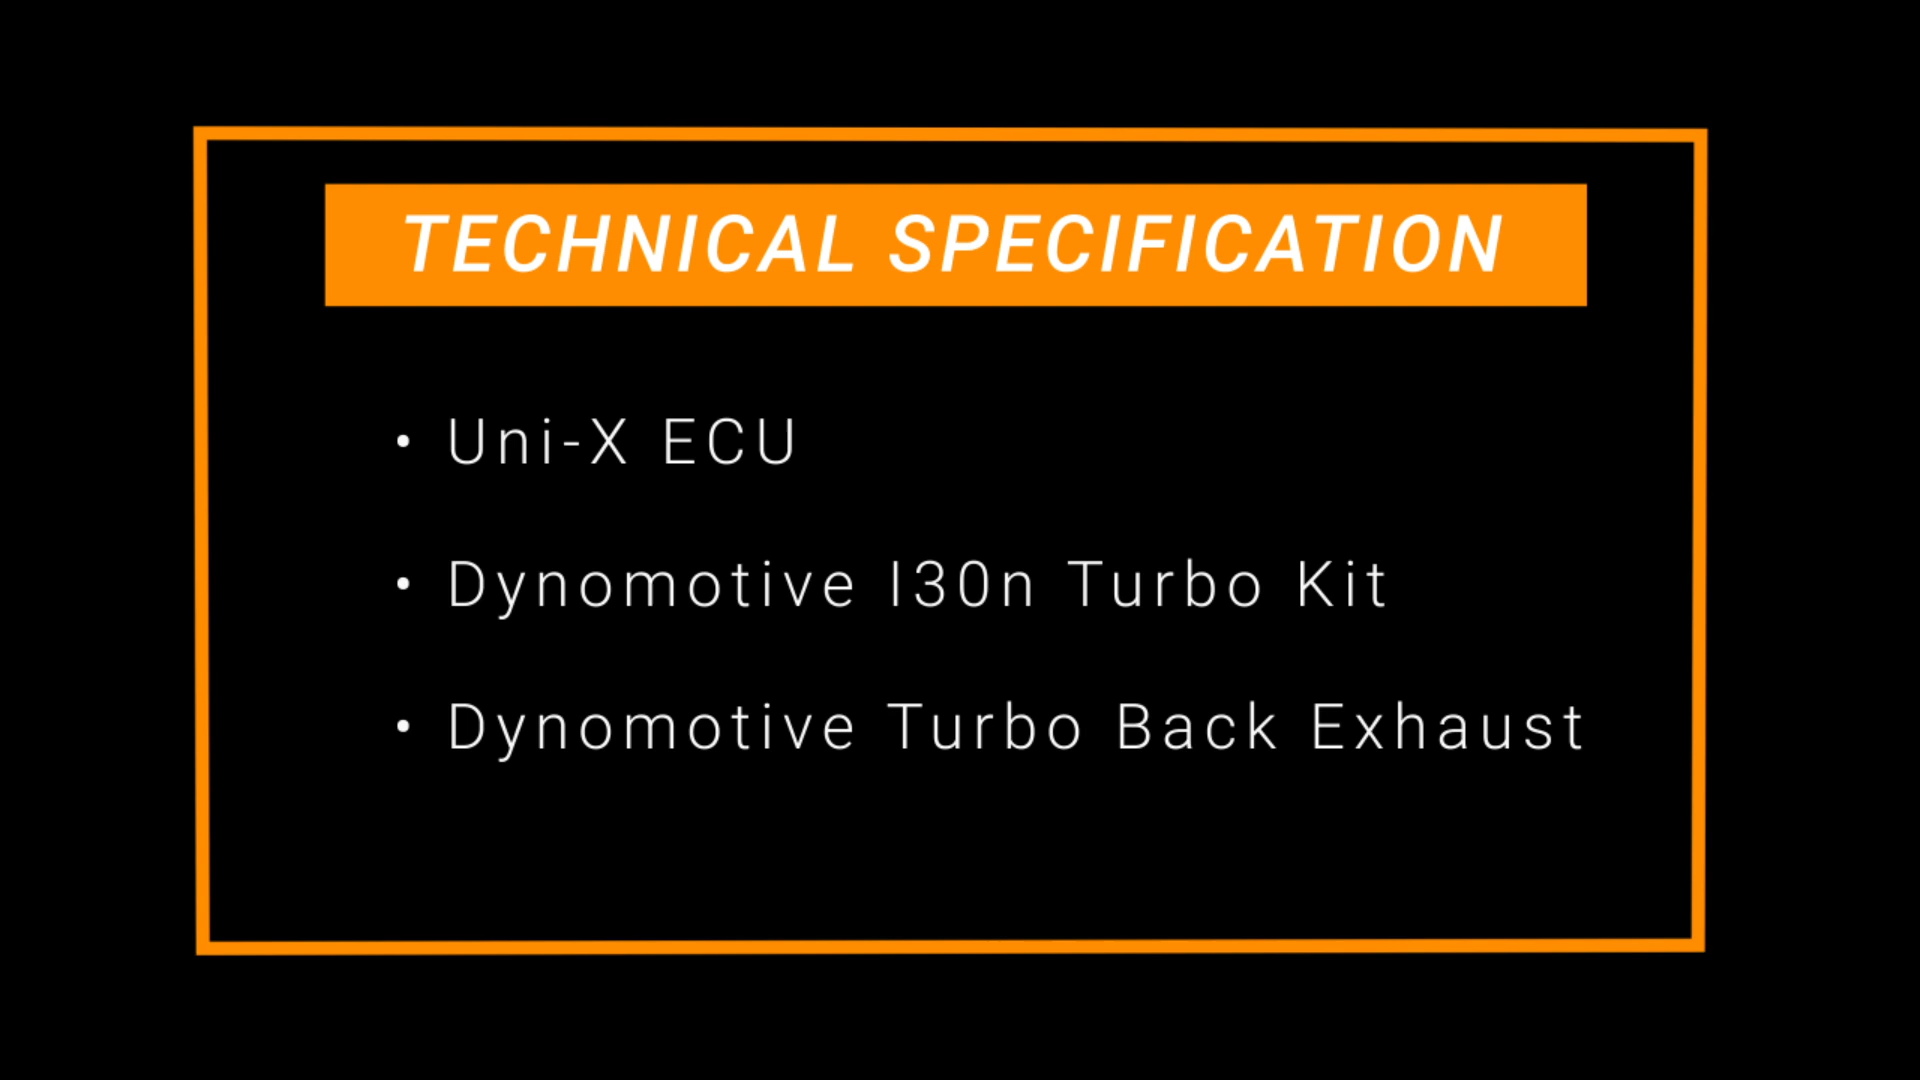 TECHNICAL SPECIFICATION
• Uni-X ECU
• Dynomotive I30n Turbo Kit
• Dynomotive Turbo Back Exhaust